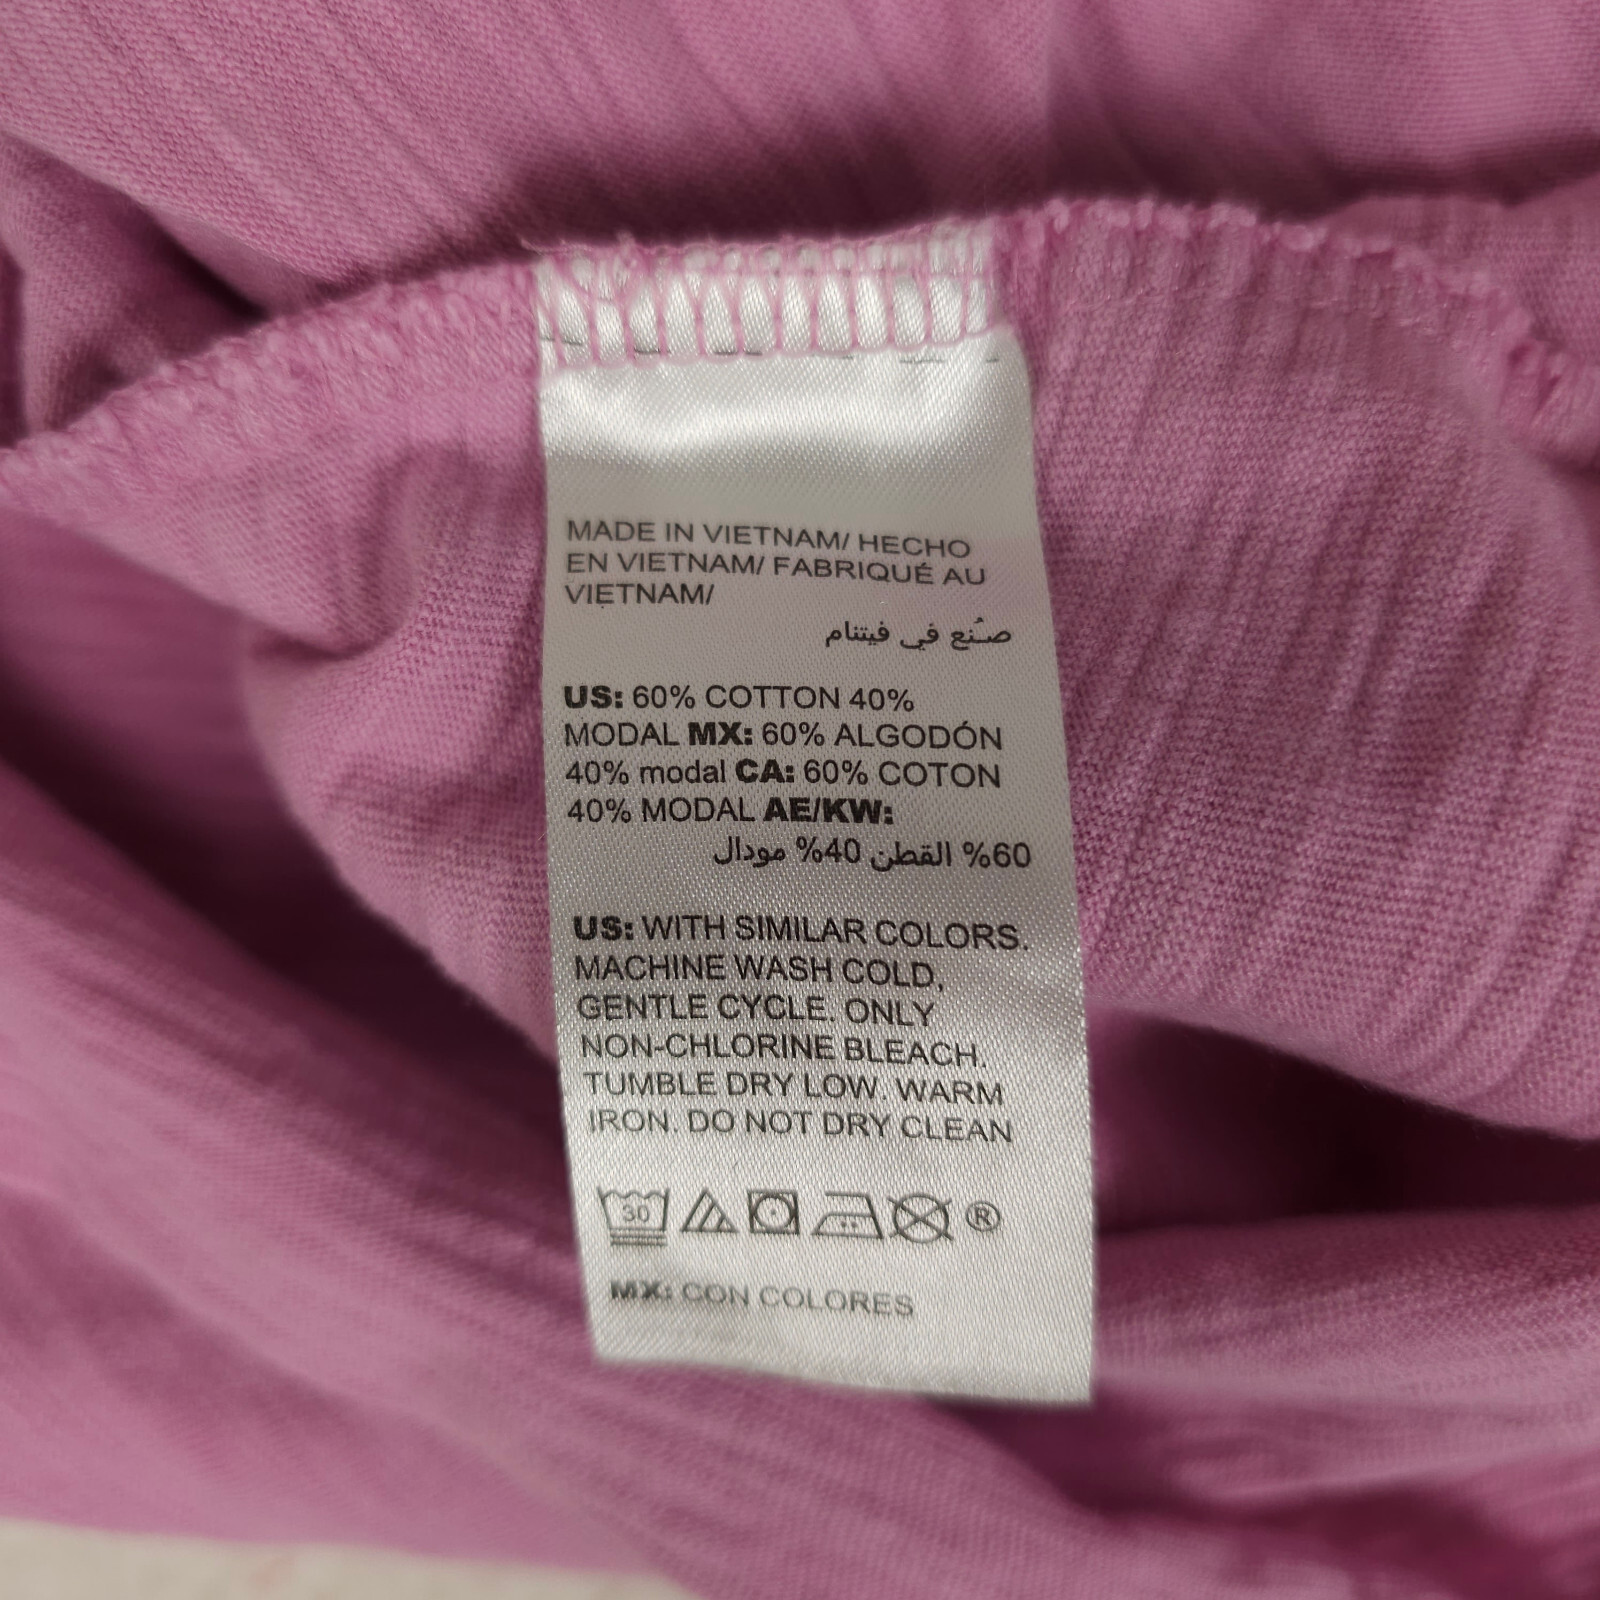 MADE IN VIETNAM/ HECHO
EN VIETNAM/ FABRIQUÉ AU
VIETNAM/
صُنع في فيتنام
US: 60% COTTON 40%
MODAL MX: 60% ALGODÓN
40% modal CA: 60% COTON
40% MODAL AE/KW:
60% القطن 40% مودال
US: WITH SIMILAR COLORS.
MACHINE WASH COLD,
GENTLE CYCLE. ONLY
NON-CHLORINE BLEACH.
TUMBLE DRY LOW. WARM
IRON. DO NOT DRY CLEAN
30 ®
MX: CON COLORES